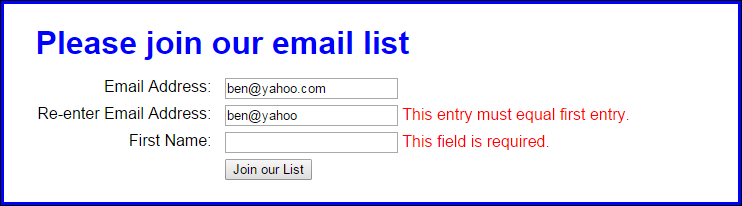 Please join our email list
Email Address: ben@yahoo.com
Re-enter Email Address: ben@yahoo This entry must equal first entry.
First Name: This field is required.
Join our List